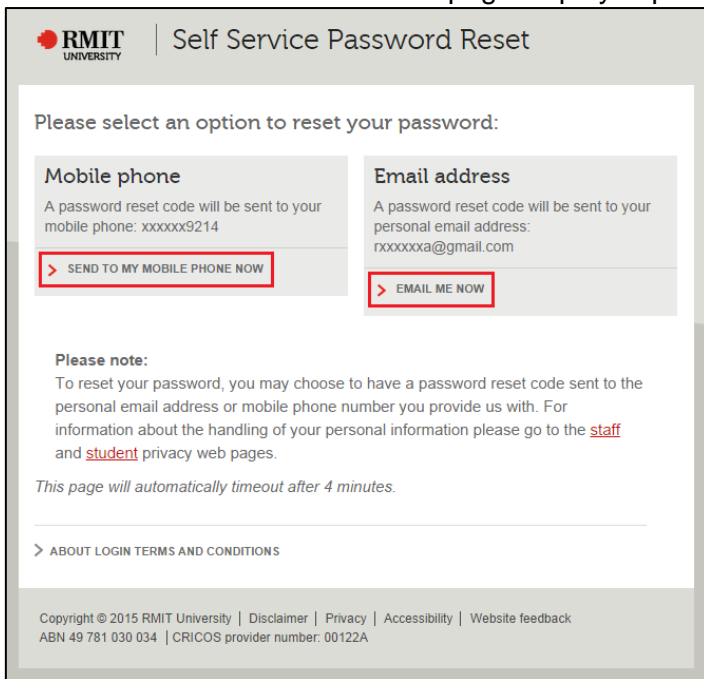 RMIT
UNIVERSITY
Self Service Password Reset
Please select an option to reset your password:
Mobile phone
A password reset code will be sent to your
mobile phone: xxxxxx9214
SEND TO MY MOBILE PHONE NOW
Email address
A password reset code will be sent to your
personal email address:
rxxxxxxa@gmail.com
EMAIL ME NOW
Please note:
To reset your password, you may choose to have a password reset code sent to the
personal email address or mobile phone number you provide us with. For
information about the handling of your personal information please go to the staff
and student privacy web pages.
This page will automatically timeout after 4 minutes.
ABOUT LOGIN TERMS AND CONDITIONS
Copyright © 2015 RMIT University | Disclaimer | Privacy | Accessibility | Website feedback
ABN 49 781 030 034 | CRICOS provider number: 00122A